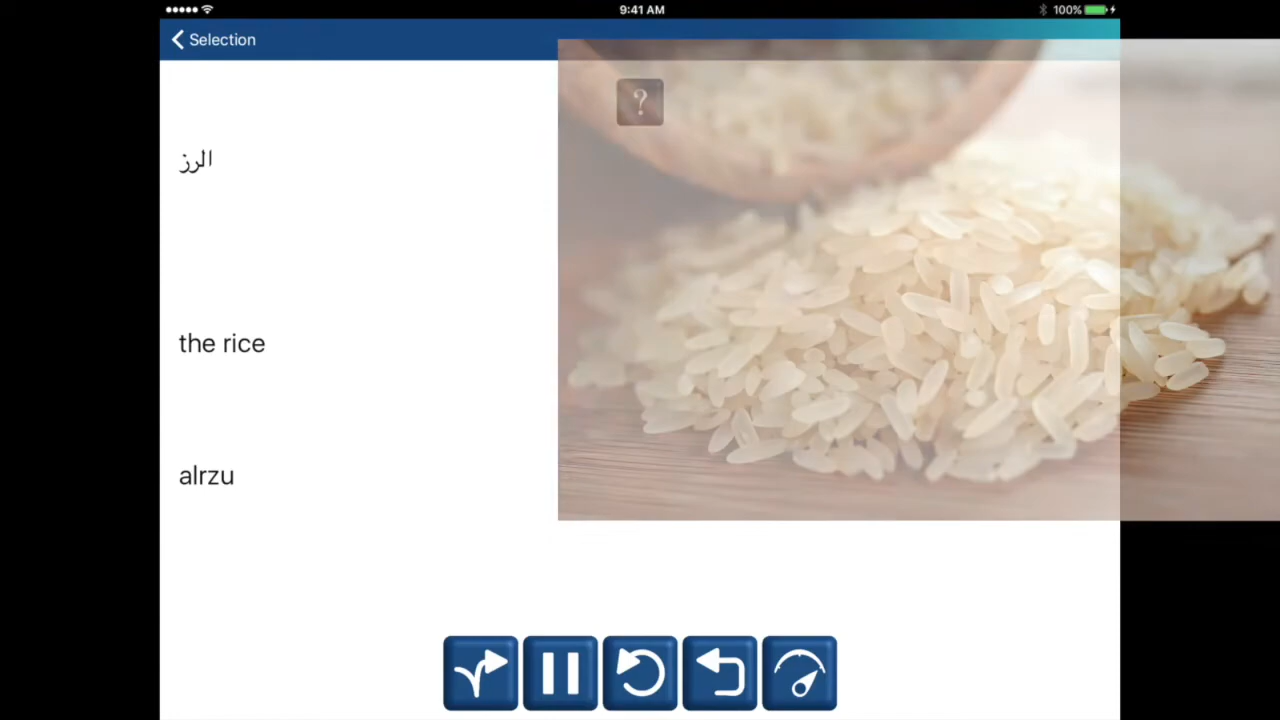 9:41 AM
100%
Selection
?
الرز
the rice
alrzu